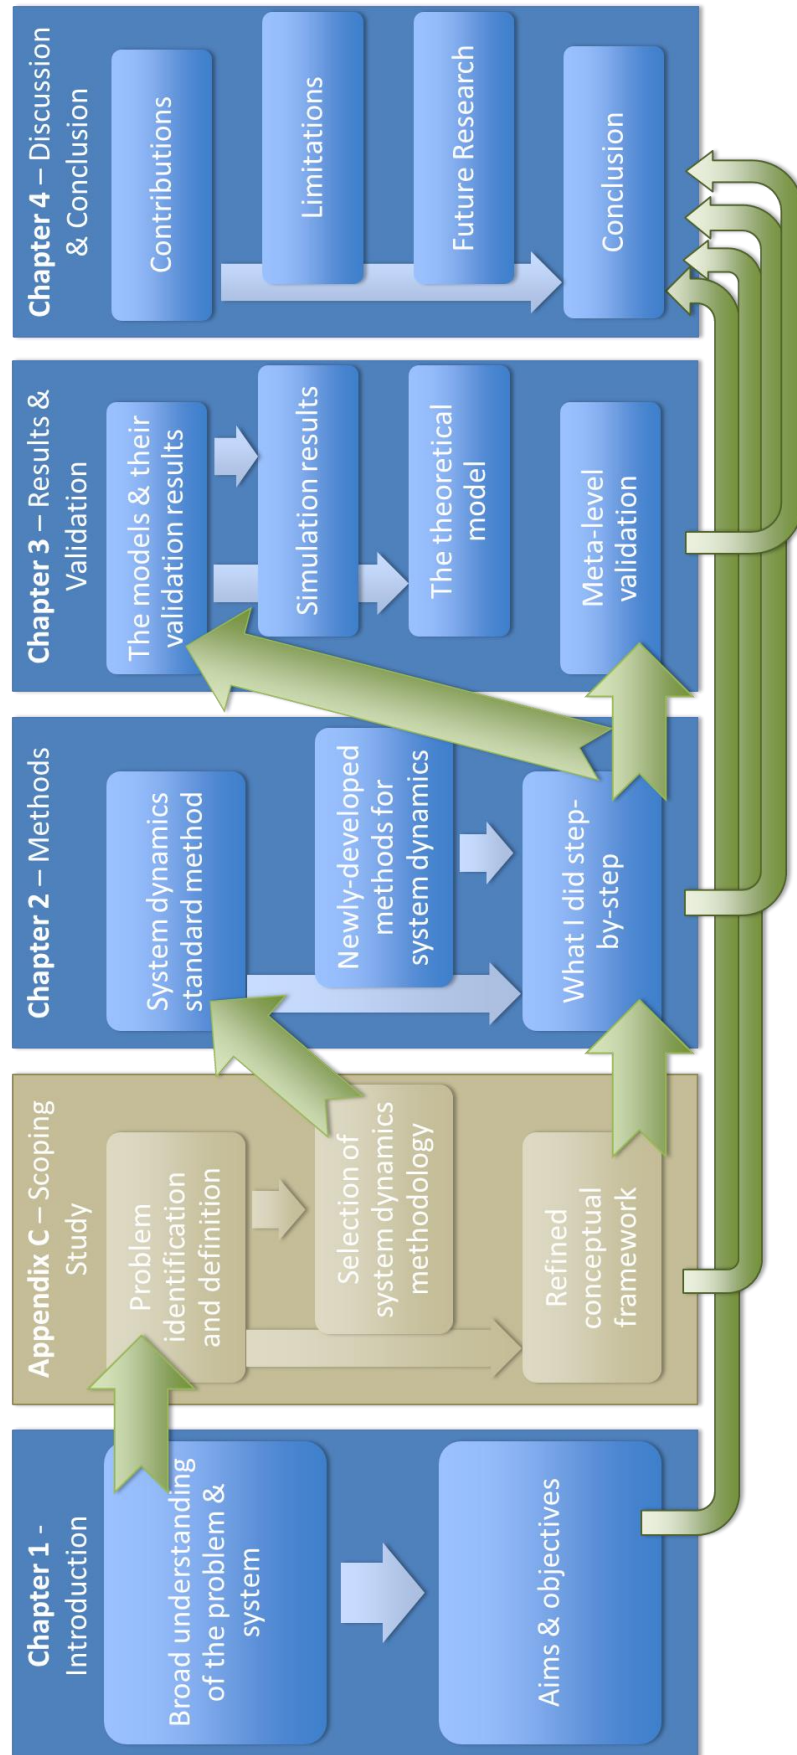 Chapter 1 -
Introduction
Broad understanding
of the problem &
system
Aims & objectives
Appendix C – Scoping
Study
Problem
identification
and definition
Selection of
system dynamics
methodology
Refined
conceptual
framework
Chapter 2 – Methods
System dynamics
standard method
Newly-developed
methods for
system dynamics
What I did step-
by-step
Chapter 3 – Results &
Validation
The models & their
validation results
Simulation results
The theoretical
model
Meta-level
validation
Chapter 4 – Discussion
& Conclusion
Contributions
Limitations
Future Research
Conclusion